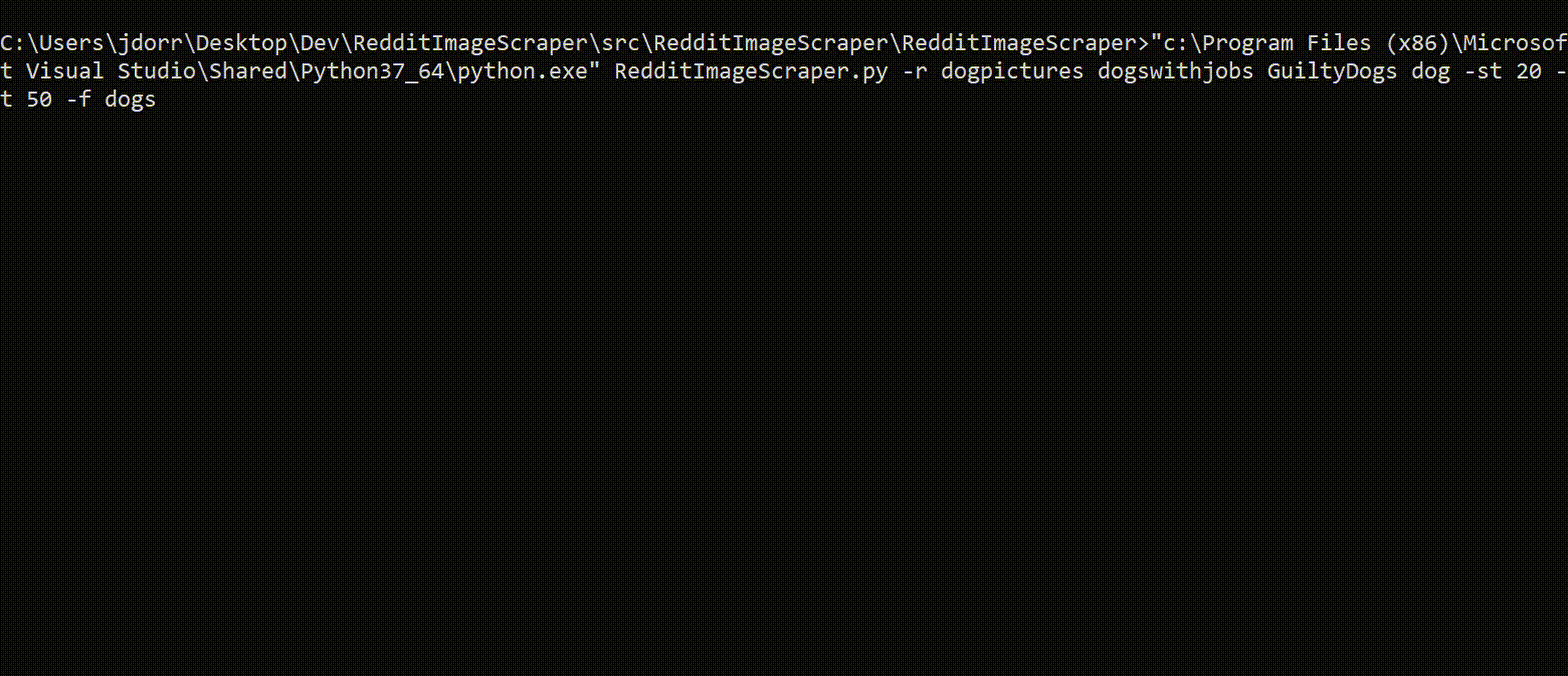 C:\Users\jdorr\Desktop\Dev\RedditImageScraper\src\RedditImageScraper\RedditImageScraper>"c:\Program Files (x86)\Microsof
t Visual Studio\Shared\Python37_64\python.exe" RedditImageScraper.py -r dogpictures dogswithjobs GuiltyDogs dog -st 20 -
t 50 -f dogs